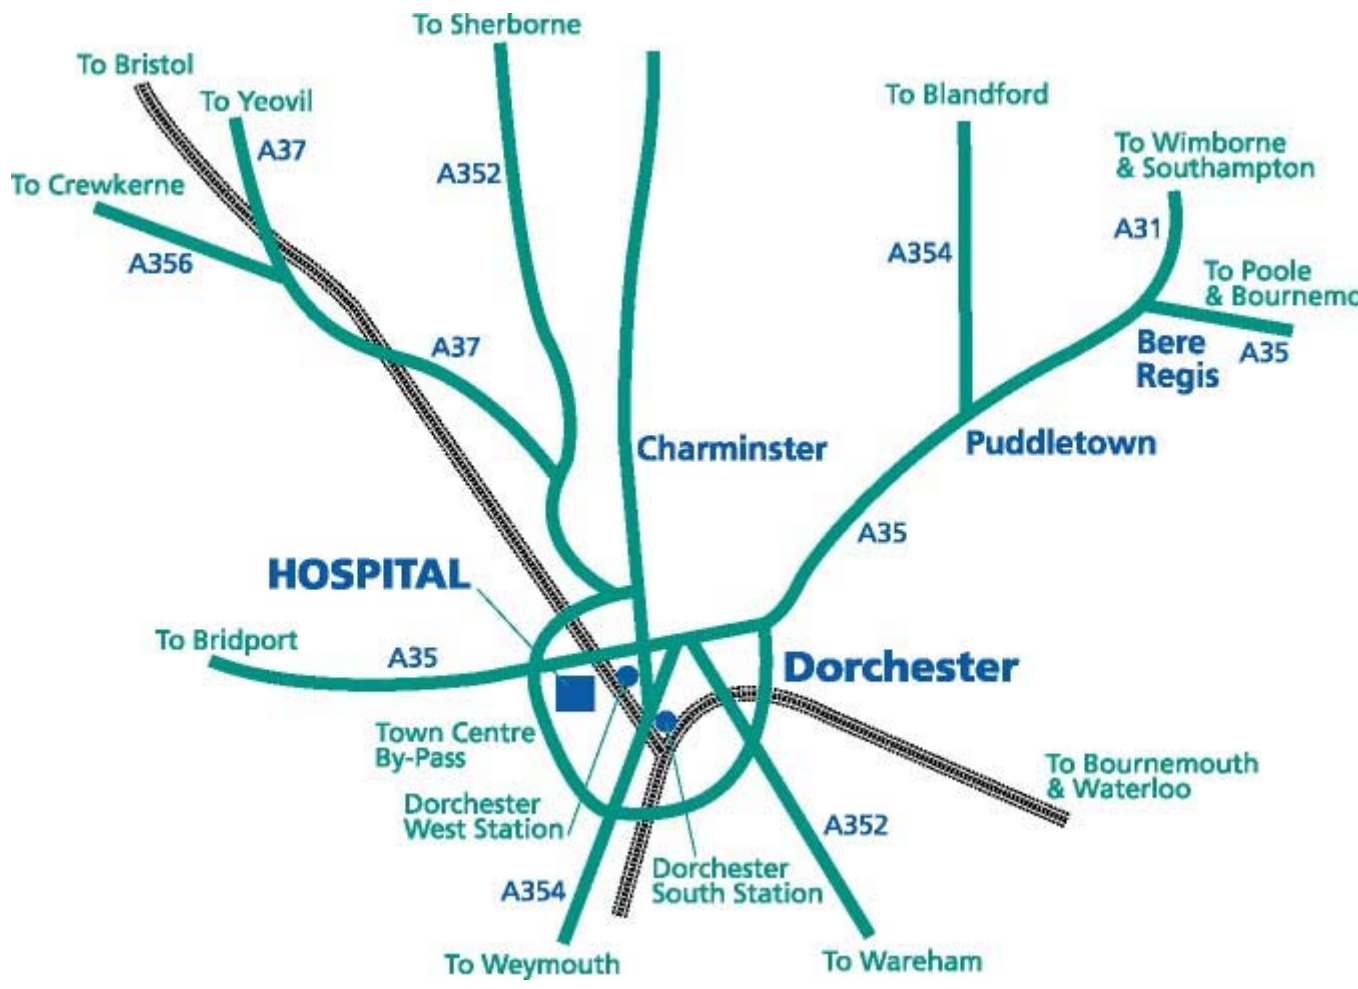 To Sherborne
To Bristol
To Yeovil
To Blandford
A37
To Wimborne
& Southampton
A352
To Crewkerne
A31
A354
A356
To Poole
& Bournemo
A37
Bere
Regis
A35
Charminster
Puddletown
A35
HOSPITAL
To Bridport
A35
Dorchester
Town Centre
By-Pass
To Bournemouth
& Waterloo
Dorchester
West Station
A352
Dorchester
South Station
A354
To Weymouth
To Wareham